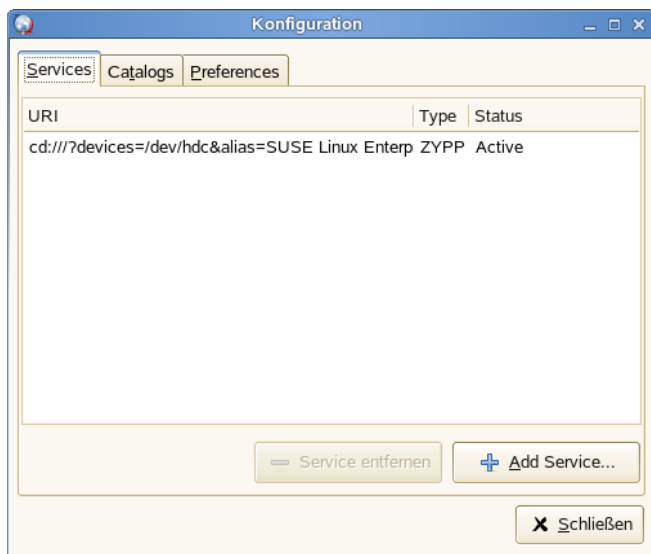 Konfiguration
Services Catalogs Preferences
URI Type Status
cd:///?devices=/dev/hdc&alias=SUSE Linux Enterp ZYPP Active
Service entfernen Add Service...
Schließen